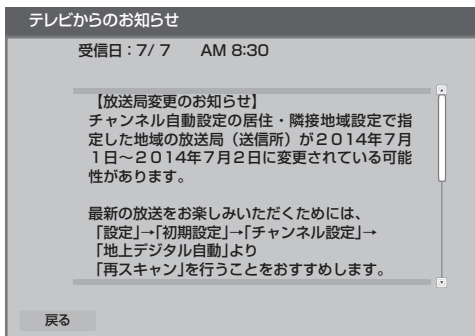 テレビからのお知らせ
受信日：7/ 7　AM 8:30
【放送局変更のお知らせ】
チャンネル自動設定の居住・隣接地域設定で指
定した地域の放送局（送信所）が２０１４年７月
１日～２０１４年７月２日に変更されている可能
性があります。
最新の放送をお楽しみいただくためには、
「設定」→「初期設定」→「チャンネル設定」→
「地上デジタル自動」より
「再スキャン」を行うことをおすすめします。
戻る